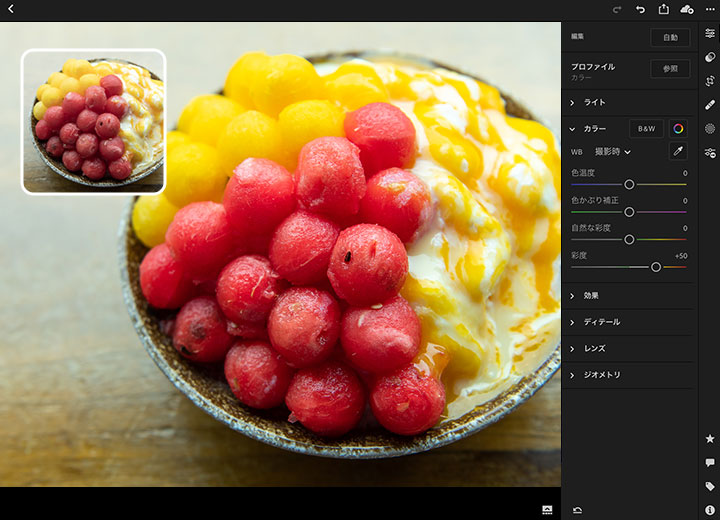 編集
自動
プロファイル
カラー
参照
ライト
カラー
B&W
WB 撮影時
色温度 0
色かぶり補正 0
自然な彩度 0
彩度 +50
効果
ディテール
レンズ
ジオメトリ